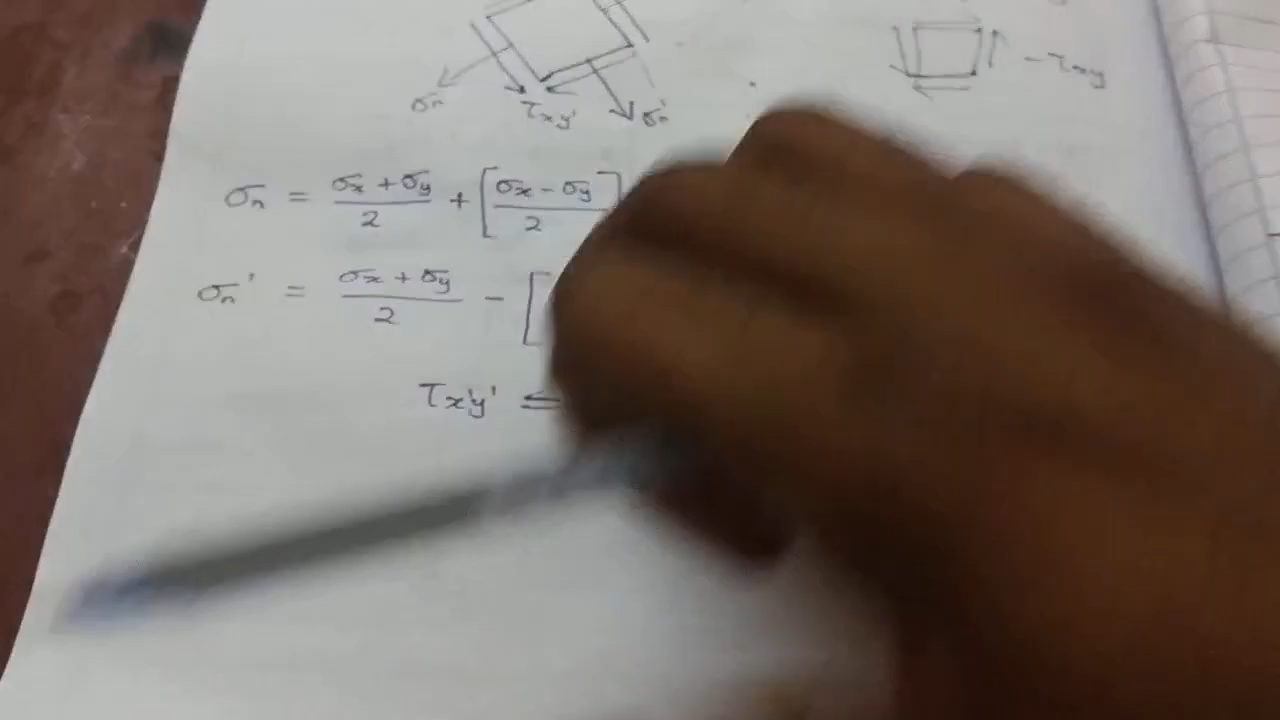 σn τx'y' σn' -τxy
σn = σx + σy / 2 + [σx - σy / 2
σn' = σx + σy / 2 - [
τx'y' =